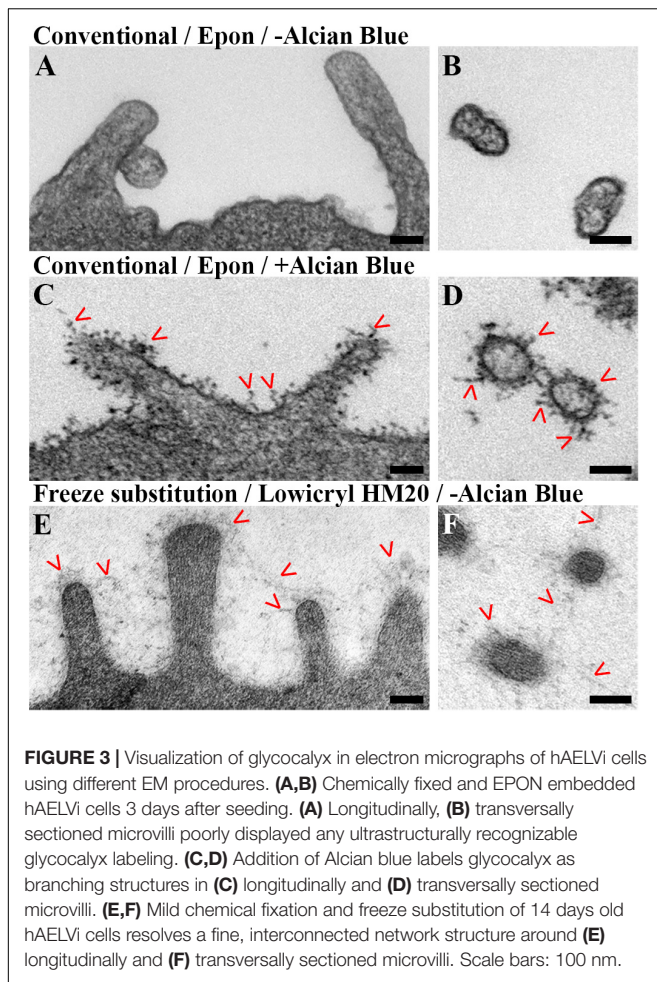 Conventional / Epon / -Alcian Blue
A
B
Conventional / Epon / +Alcian Blue
C
D
Freeze substitution / Lowicryl HM20 / -Alcian Blue
E
F
FIGURE 3 | Visualization of glycocalyx in electron micrographs of hAELVi cells
using different EM procedures. (A,B) Chemically fixed and EPON embedded
hAELVi cells 3 days after seeding. (A) Longitudinally, (B) transversally
sectioned microvilli poorly displayed any ultrastructurally recognizable
glycocalyx labeling. (C,D) Addition of Alcian blue labels glycocalyx as
branching structures in (C) longitudinally and (D) transversally sectioned
microvilli. (E,F) Mild chemical fixation and freeze substitution of 14 days old
hAELVi cells resolves a fine, interconnected network structure around (E)
longitudinally and (F) transversally sectioned microvilli. Scale bars: 100 nm.